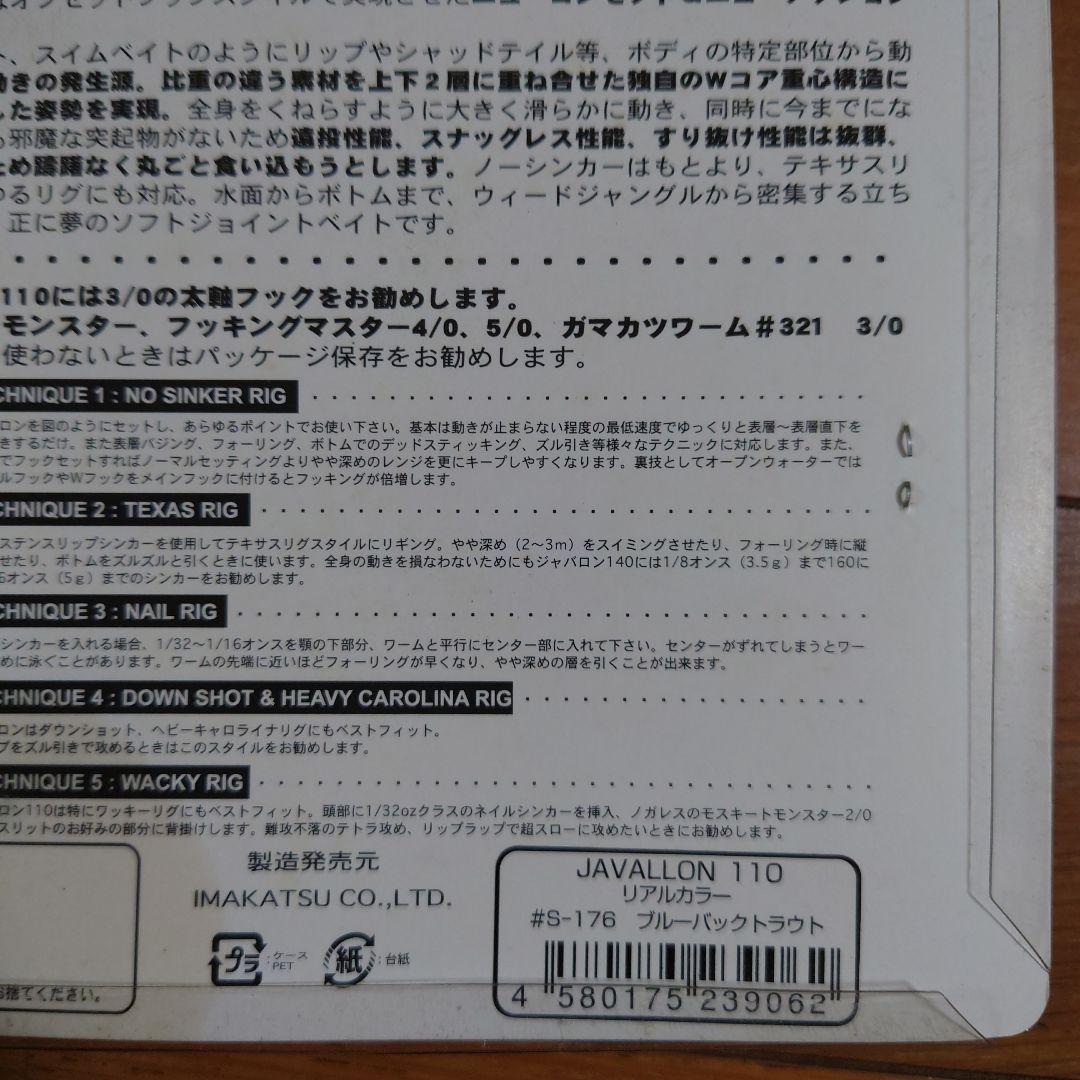 ト、スイムベイトのようにリップやシャッドテイル等、ボディの特定部位から動
動きの発生源。比重の違う素材を上下２層に重ね合せた独自のWコア重心構造に
した姿勢を実現。全身をくねらすように大きく滑らかに動き、同時に今までにな
る邪魔な突起物がないため遠投性能、スナッグレス性能、すり抜け性能は抜群、
ため躊躇なく丸ごと食い込もうとします。ノーシンカーはもとより、テキサスリ
ゆるリグにも対応。水面からボトムまで、ウィードジャングルから密集する立ち
正に夢のソフトジョイントベイトです。
110には3/0の太軸フックをお勧めします。
モンスター、フッキングマスター4/0、5/0、ガマカツワーム#321 3/0
使わないときはパッケージ保存をお勧めします。
CHNIQUE 1 : NO SINKER RIG
ロンを図のようにセットし、あらゆるポイントでお使い下さい。基本は動きが止まらない程度の最低速度でゆっくりと表層〜表層直下を
きするだけ。また表層バジング、フォーリング、ボトムでのデッドスティッキング、ズル引き等様々なテクニックに対応します。また、
でフックセットすればノーマルセッティングよりやや深めのレンジを更にキープしやすくなります。裏技としてオープンウォーターでは
ルフックやWフックをメインフックに付けるとフッキングが倍増します。
CHNIQUE 2 : TEXAS RIG
ステンスリップシンカーを使用してテキサスリグスタイルにリギング。やや深め（2〜3m）をスイミングさせたり、フォーリング時に縦
せたり、ボトムをズルズルと引くときに使います。全身の動きを損なわないためにもジャバロン140には1/8オンス（3.5g）まで160に
6オンス（5g）までのシンカーをお勧めします。
CHNIQUE 3 : NAIL RIG
シンカーを入れる場合、1/32〜1/16オンスを顎の下部分、ワームと平行にセンター部に入れて下さい。センターがずれてしまうとワー
めに泳ぐことがあります。ワームの先端に近いほどフォーリングが早くなり、やや深めの層を引くことが出来ます。
CHNIQUE 4 : DOWN SHOT & HEAVY CAROLINA RIG
ロンはダウンショット、ヘビーキャロライナリグにもベストフィット。
プをズル引きで攻めるときはこのスタイルをお勧めします。
CHNIQUE 5 : WACKY RIG
ロン110は特にワッキーリグにもベストフィット。頭部に1/32ozクラスのネイルシンカーを挿入、ノガレスのモスキートモンスター2/0
スリットのお好みの部分に背掛けします。難攻不落のテトラ攻め、リップラップで超スローに攻めたいときにお勧めします。
製造発売元
IMAKATSU CO.,LTD.
プラ :ケース PET 紙 :台紙
お捨てください。
JAVALLON 110
リアルカラー
#S-176 ブルーバックトラウト
4 580175 239062